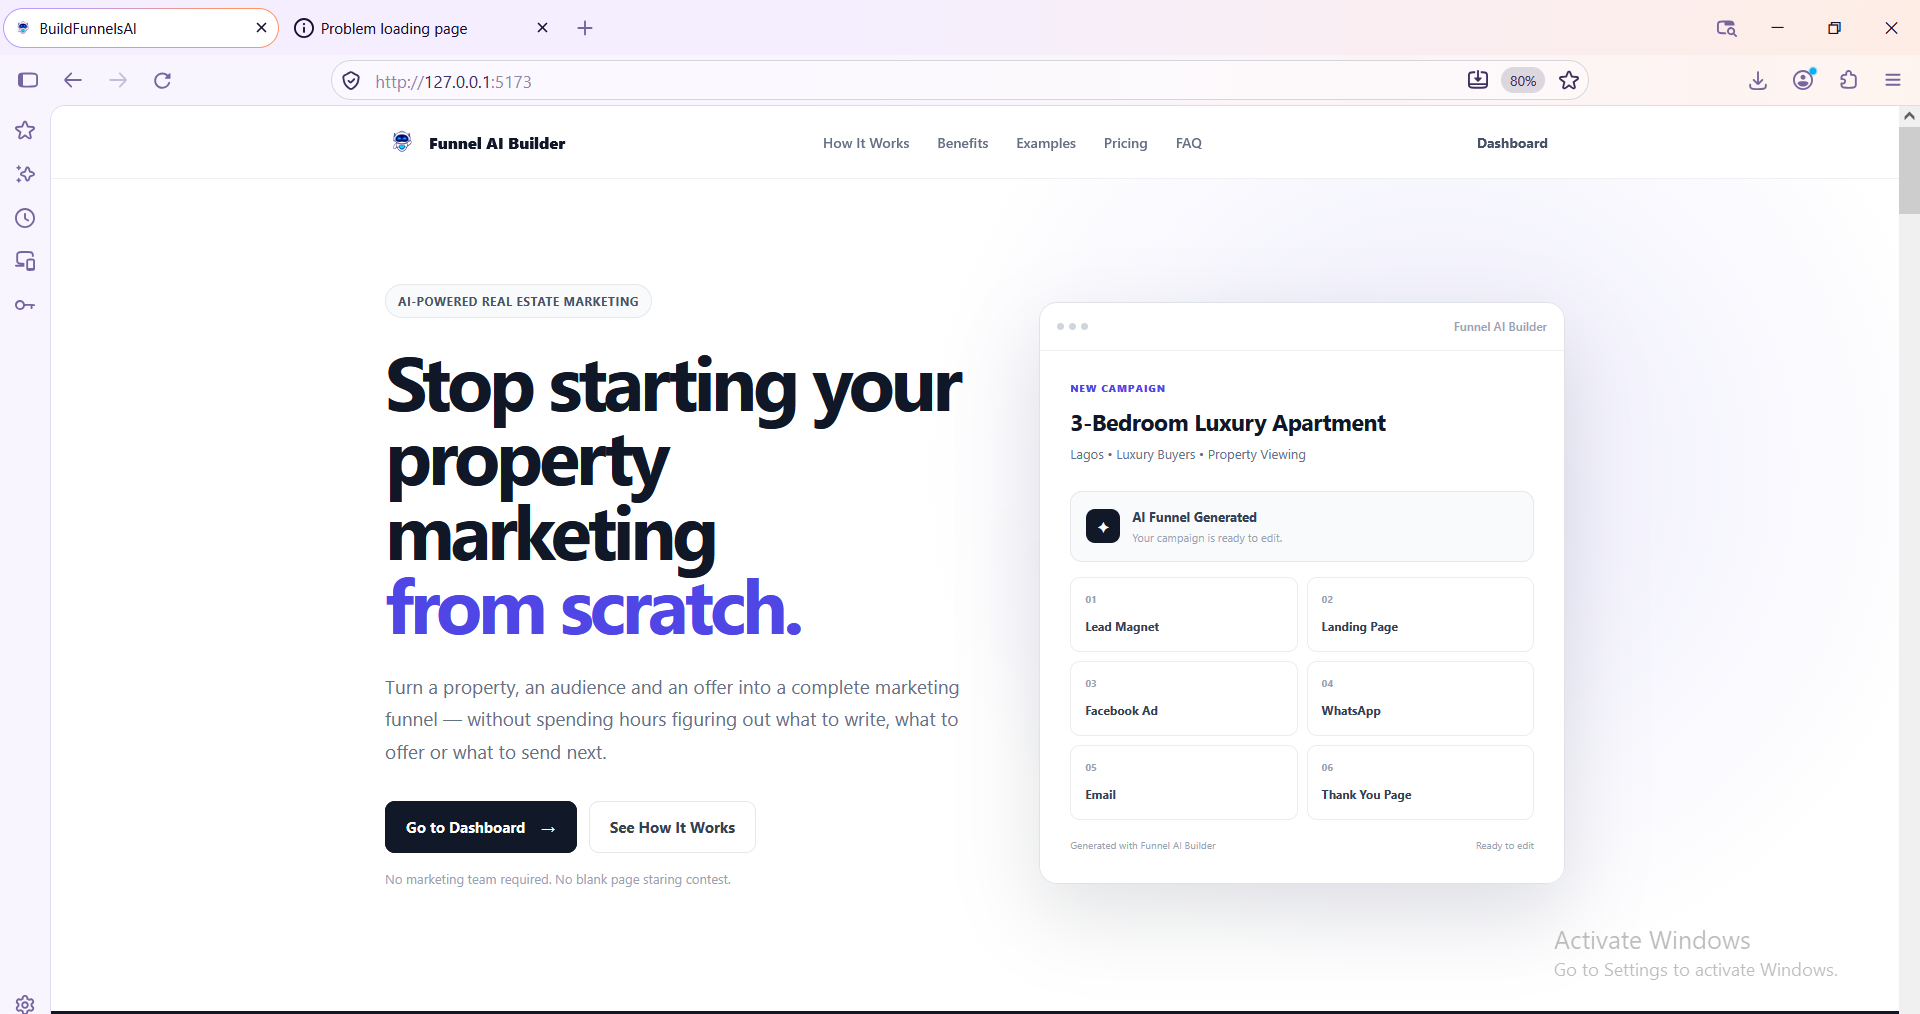 BuildFunnelsAI
Problem loading page
http://127.0.0.1:5173
80%
Funnel AI Builder
How It Works
Benefits
Examples
Pricing
FAQ
Dashboard
AI-POWERED REAL ESTATE MARKETING
Stop starting your
property
marketing
from scratch.
Turn a property, an audience and an offer into a complete marketing
funnel — without spending hours figuring out what to write, what to
offer or what to send next.
Go to Dashboard →
See How It Works
No marketing team required. No blank page staring contest.
Funnel AI Builder
NEW CAMPAIGN
3-Bedroom Luxury Apartment
Lagos • Luxury Buyers • Property Viewing
AI Funnel Generated
Your campaign is ready to edit.
01
Lead Magnet
02
Landing Page
03
Facebook Ad
04
WhatsApp
05
Email
06
Thank You Page
Generated with Funnel AI Builder
Ready to edit
Activate Windows
Go to Settings to activate Windows.